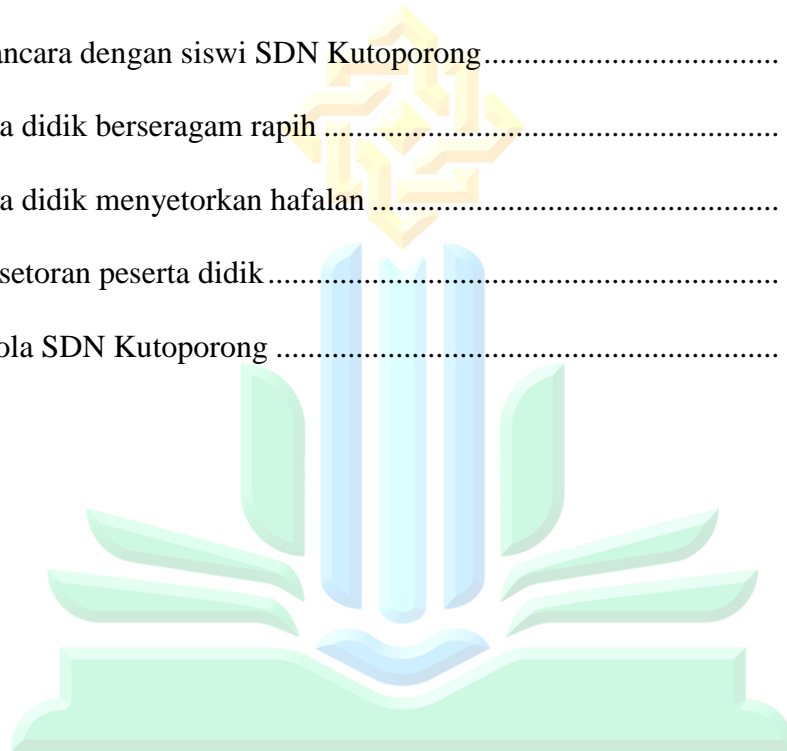 ancara dengan siswi SDN Kutoporong....................................
a didik berseragam rapih ........................................................
a didik menyetorkan hafalan ..................................................
setoran peserta didik...............................................................
ola SDN Kutoporong ..............................................................